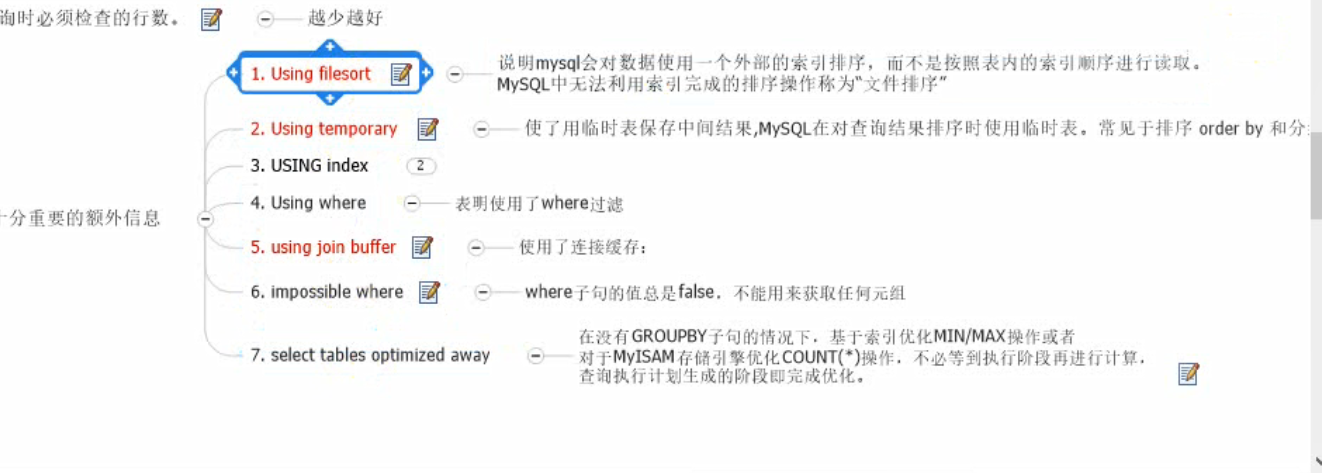 询时必须检查的行数。 越少越好
1. Using filesort 说明mysql会对数据使用一个外部的索引排序，而不是按照表内的索引顺序进行读取。
MySQL中无法利用索引完成的排序操作称为“文件排序”
2. Using temporary 使了用临时表保存中间结果,MySQL在对查询结果排序时使用临时表。常见于排序 order by 和分
3. USING index 2
4. Using where 表明使用了where过滤
十分重要的额外信息
5. using join buffer 使用了连接缓存:
6. impossible where where子句的值总是false，不能用来获取任何元组
在没有GROUPBY子句的情况下，基于索引优化MIN/MAX操作或者
7. select tables optimized away 对于MyISAM存储引擎优化COUNT(*)操作，不必等到执行阶段再进行计算，
查询执行计划生成的阶段即完成优化。